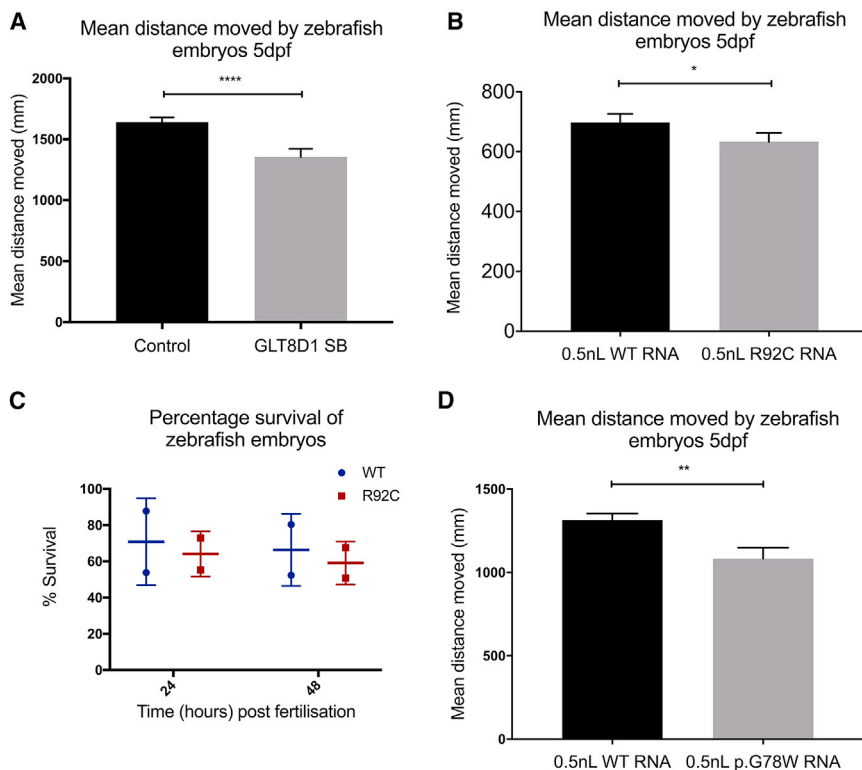 A
Mean distance moved by zebrafish
embryos 5dpf
****
Mean distance moved (mm)
2000
1500
1000
500
0
Control
GLT8D1 SB
B
Mean distance moved by zebrafish
embryos 5dpf
*
Mean distance moved (mm)
800
600
400
200
0
0.5nL WT RNA
0.5nL R92C RNA
C
Percentage survival of
zebrafish embryos
WT
R92C
% Survival
100
80
60
40
20
0
24
48
Time (hours) post fertilisation
D
Mean distance moved by zebrafish
embryos 5dpf
**
Mean distance moved (mm)
1500
1000
500
0
0.5nL WT RNA
0.5nL p.G78W RNA